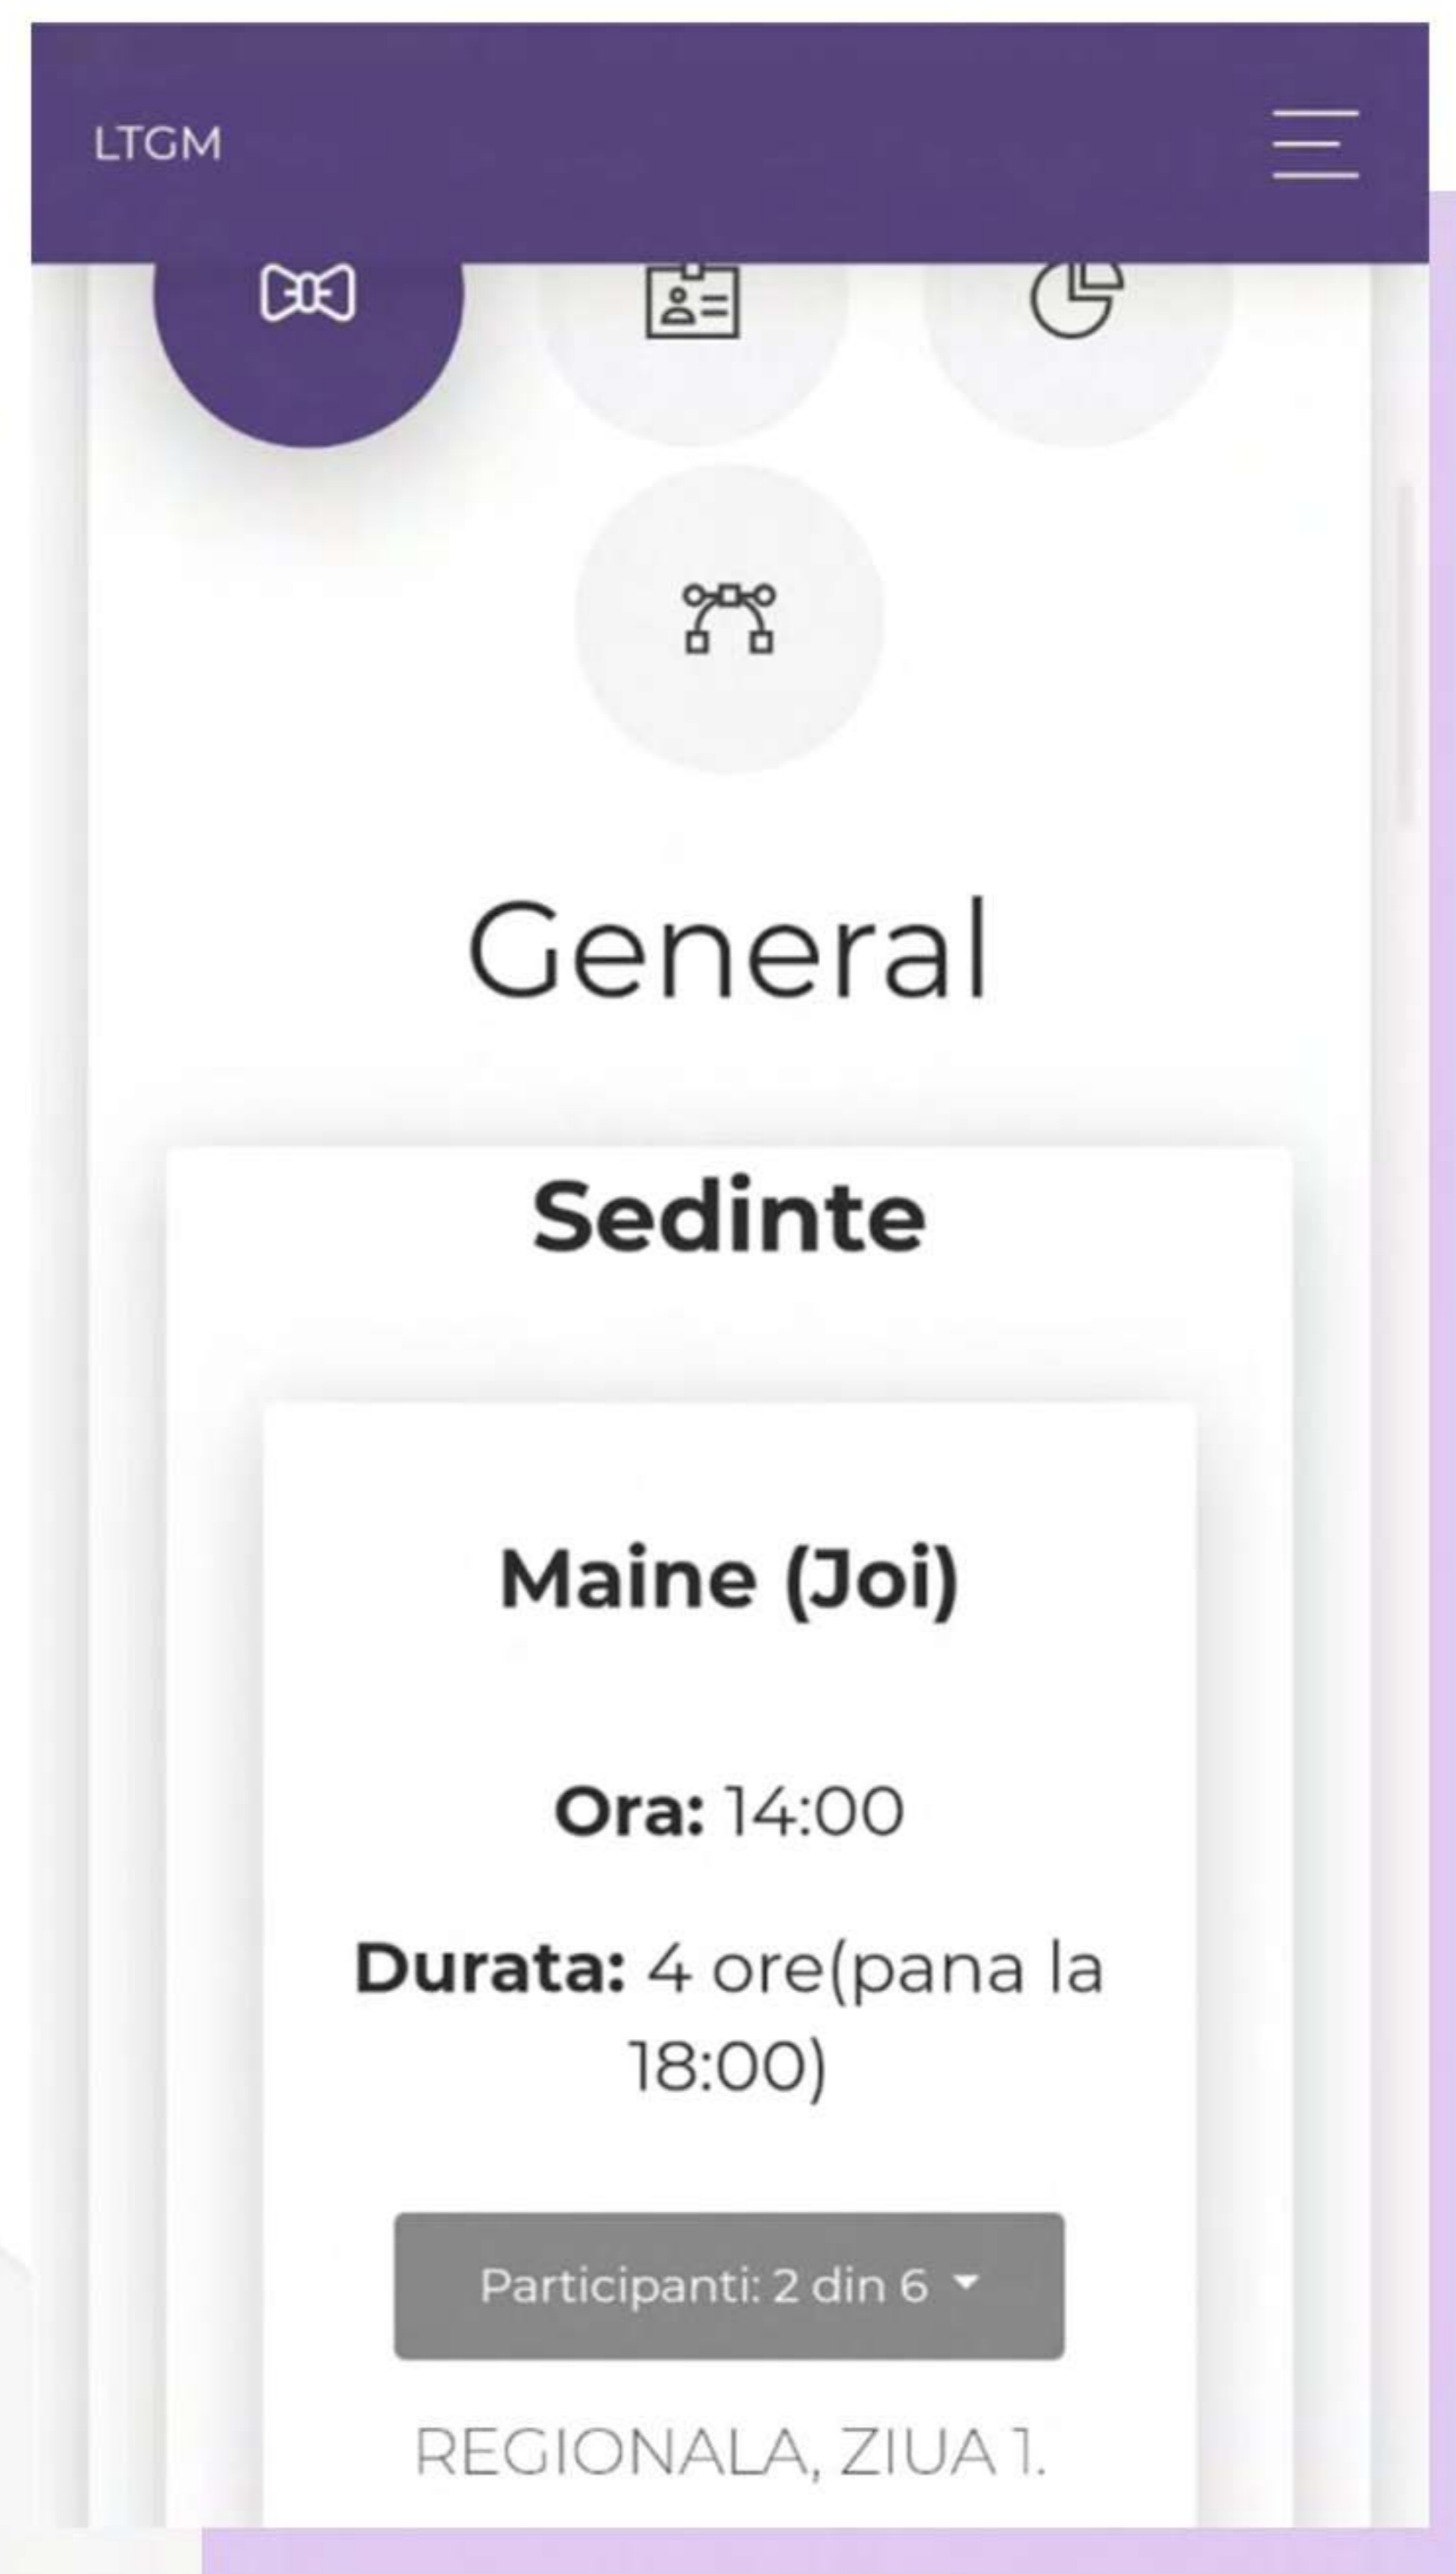 LTGM
General
Sedinte
Maine (Joi)
Ora: 14:00
Durata: 4 ore(pana la
18:00)
Participanti: 2 din 6
REGIONALA, ZIUA 1.